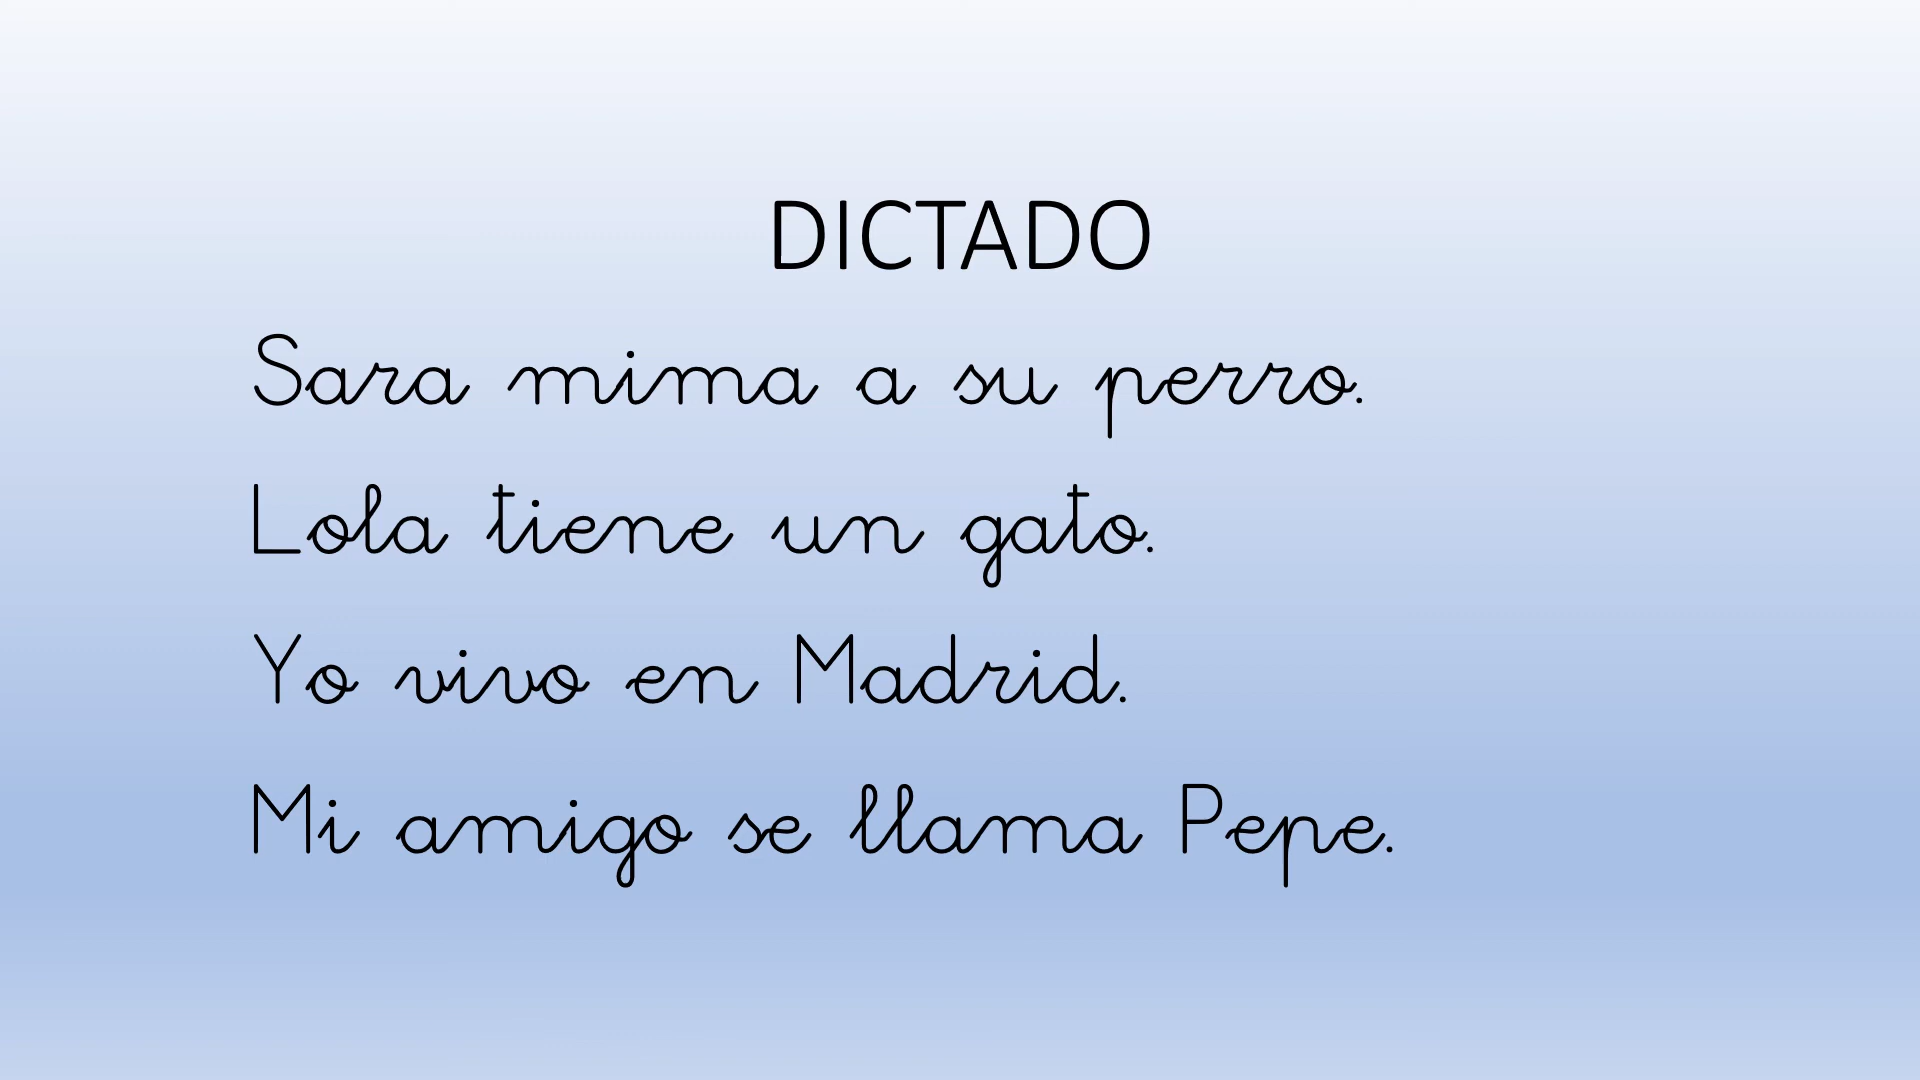 DICTADO
Sara mima a su perro.
Lola tiene un gato.
Yo vivo en Madrid.
Mi amigo se llama Pepe.